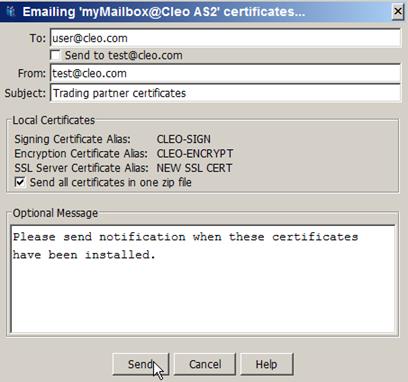 Emailing 'myMailbox@Cleo AS2' certificates...
To: user@cleo.com
Send to test@cleo.com
From: test@cleo.com
Subject: Trading partner certificates
Local Certificates
Signing Certificate Alias: CLEO-SIGN
Encryption Certificate Alias: CLEO-ENCRYPT
SSL Server Certificate Alias: NEW SSL CERT
Send all certificates in one zip file
Optional Message
Please send notification when these certificates
have been installed.
Send Cancel Help